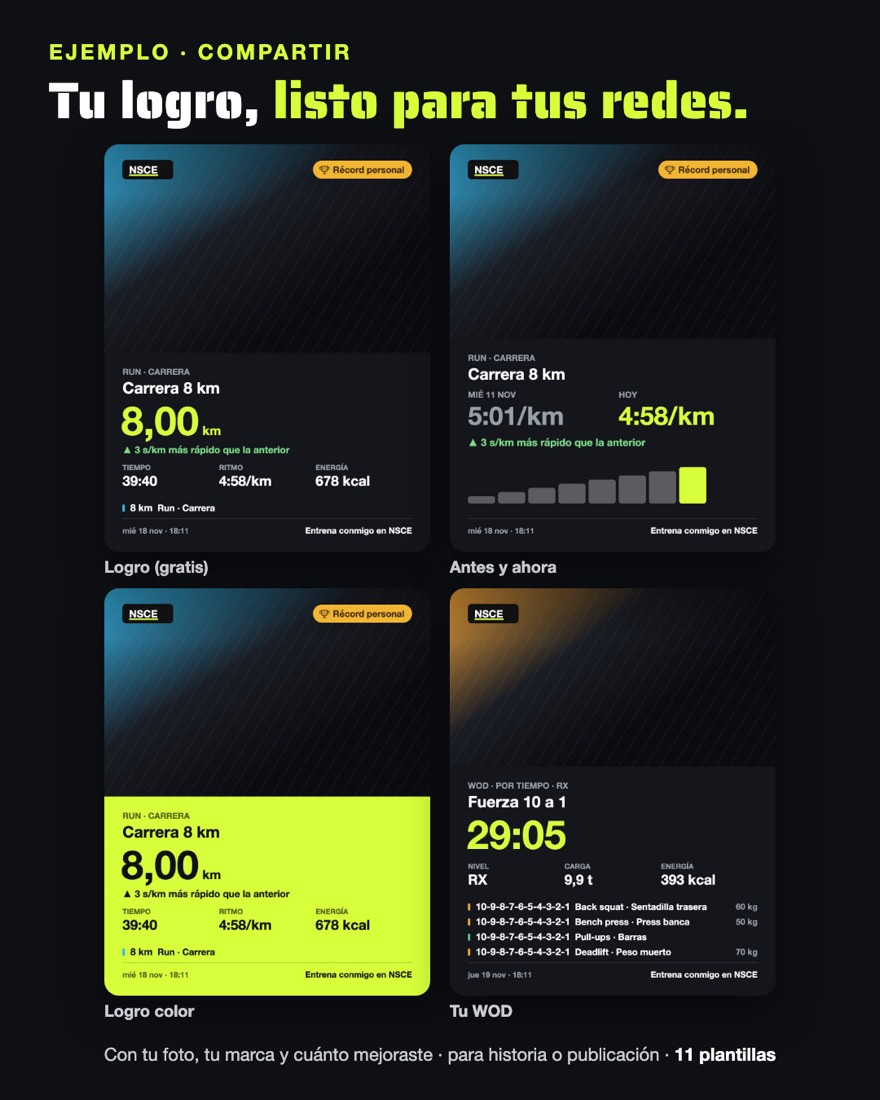 EJEMPLO · COMPARTIR
Tu logro, listo para tus redes.
NSCE
Récord personal
RUN · CARRERA
Carrera 8 km
8,00 km
▲ 3 s/km más rápido que la anterior
TIEMPO RITMO ENERGÍA
39:40 4:58/km 678 kcal
8 km Run · Carrera
mié 18 nov · 18:11 Entrena conmigo en NSCE
Logro (gratis)
NSCE
Récord personal
RUN · CARRERA
Carrera 8 km
MIÉ 11 NOV HOY
5:01/km 4:58/km
▲ 3 s/km más rápido que la anterior
mié 18 nov · 18:11 Entrena conmigo en NSCE
Antes y ahora
NSCE
Récord personal
RUN · CARRERA
Carrera 8 km
8,00 km
▲ 3 s/km más rápido que la anterior
TIEMPO RITMO ENERGÍA
39:40 4:58/km 678 kcal
8 km Run · Carrera
mié 18 nov · 18:11 Entrena conmigo en NSCE
Logro color
NSCE
WOD · POR TIEMPO · RX
Fuerza 10 a 1
29:05
NIVEL CARGA ENERGÍA
RX 9,9 t 393 kcal
10-9-8-7-6-5-4-3-2-1 Back squat · Sentadilla trasera 60 kg
10-9-8-7-6-5-4-3-2-1 Bench press · Press banca 50 kg
10-9-8-7-6-5-4-3-2-1 Pull-ups · Barras
10-9-8-7-6-5-4-3-2-1 Deadlift · Peso muerto 70 kg
jue 19 nov · 18:11 Entrena conmigo en NSCE
Tu WOD
Con tu foto, tu marca y cuánto mejoraste · para historia o publicación · 11 plantillas